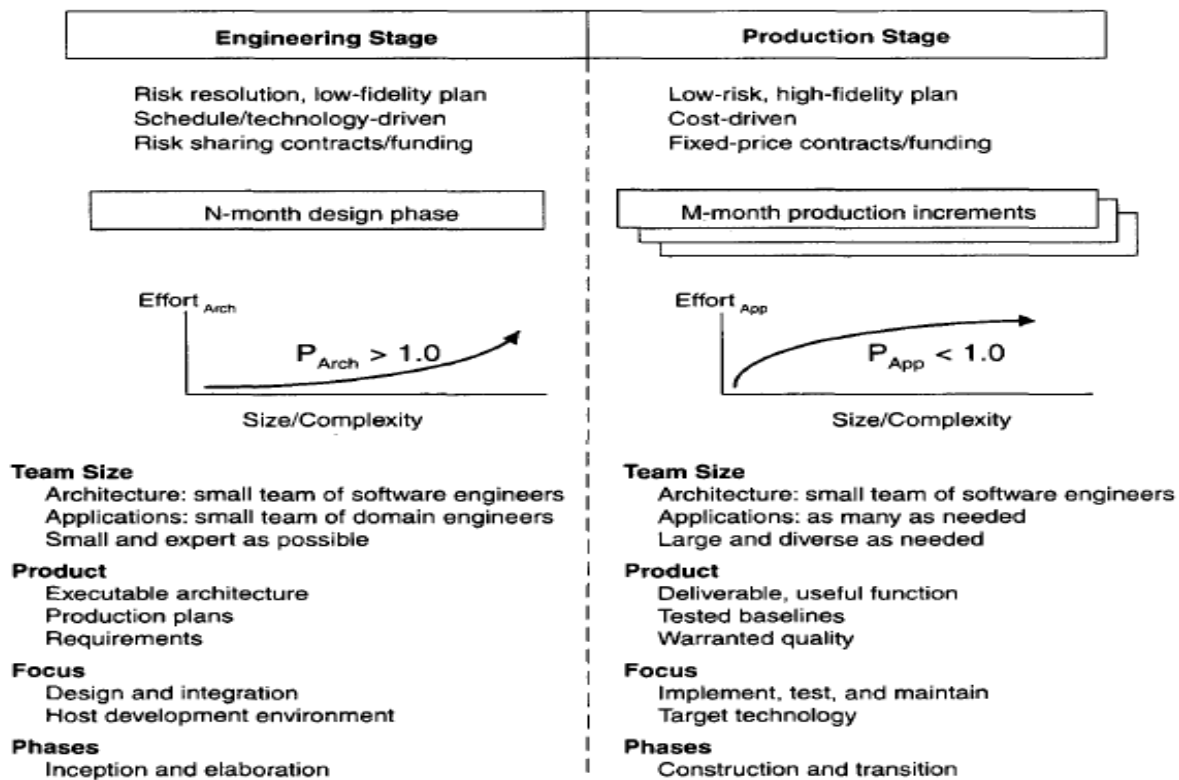 Engineering Stage
Production Stage
Risk resolution, low-fidelity plan
Schedule/technology-driven
Risk sharing contracts/funding
Low-risk, high-fidelity plan
Cost-driven
Fixed-price contracts/funding
N-month design phase
M-month production increments
Effort Arch
P Arch > 1.0
Size/Complexity
Effort App
P App < 1.0
Size/Complexity
Team Size
Architecture: small team of software engineers
Applications: small team of domain engineers
Small and expert as possible
Product
Executable architecture
Production plans
Requirements
Focus
Design and integration
Host development environment
Phases
Inception and elaboration
Team Size
Architecture: small team of software engineers
Applications: as many as needed
Large and diverse as needed
Product
Deliverable, useful function
Tested baselines
Warranted quality
Focus
Implement, test, and maintain
Target technology
Phases
Construction and transition